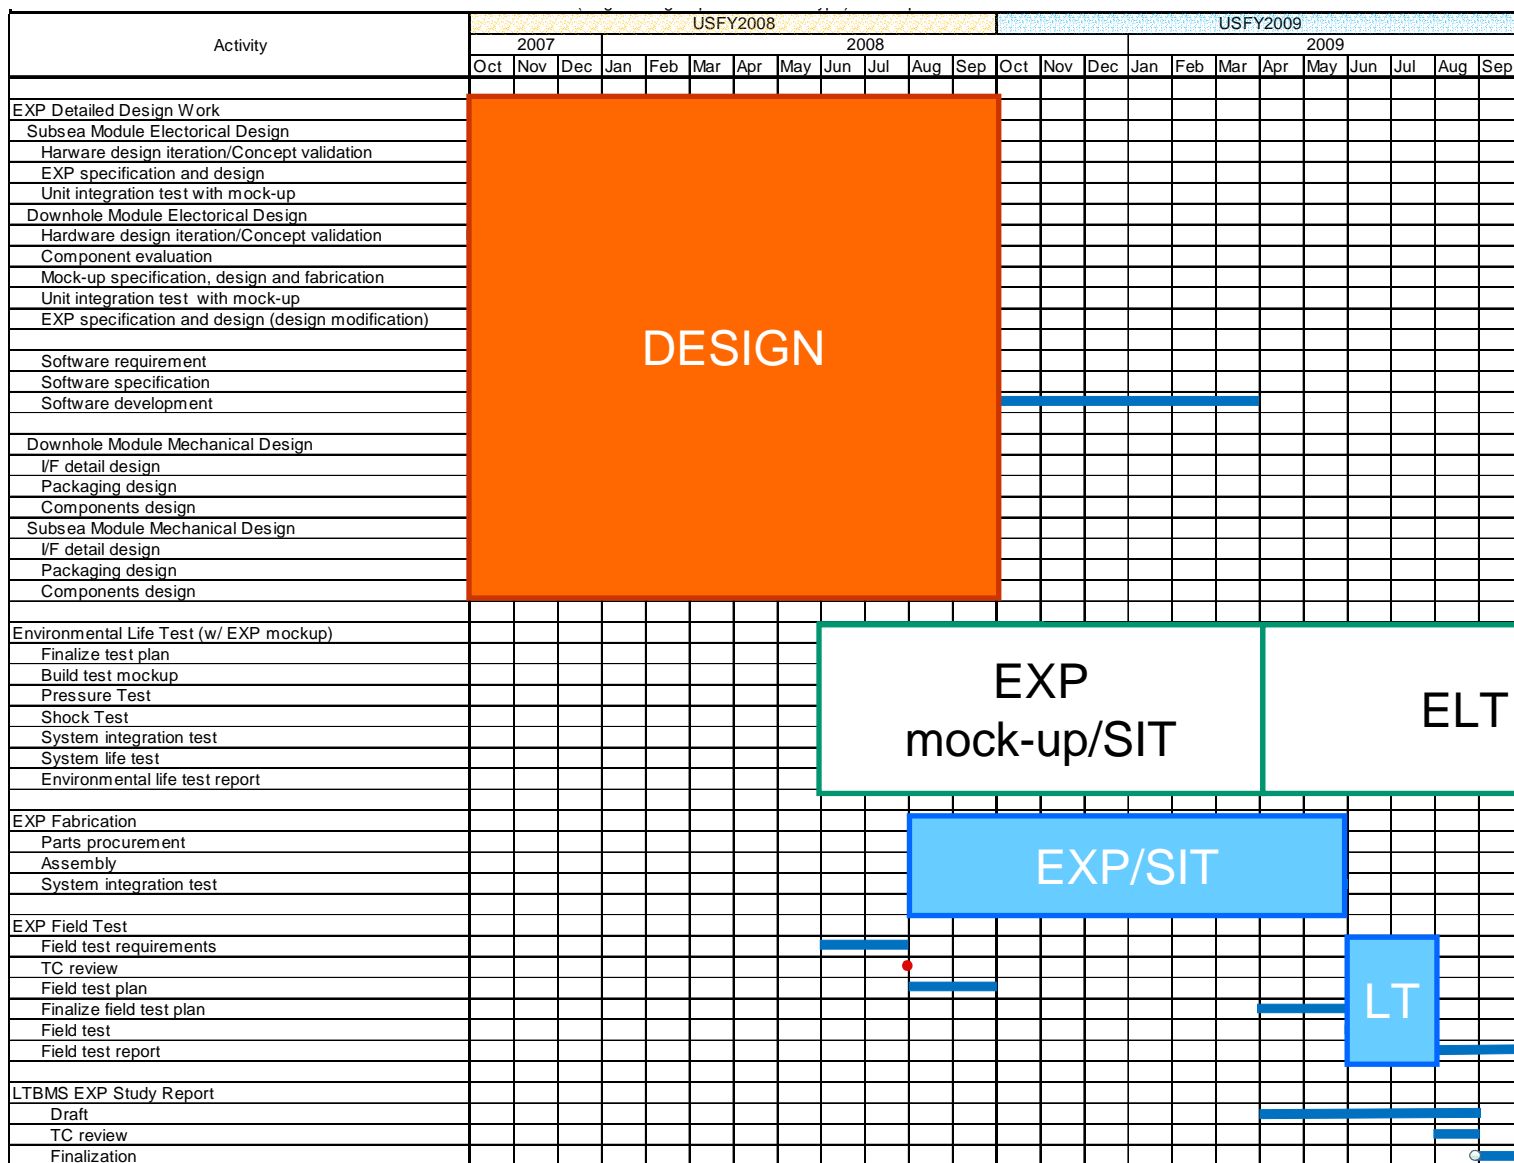 USFY2008 USFY2009
Activity 2007 2008 2009
Oct Nov Dec Jan Feb Mar Apr May Jun Jul Aug Sep Oct Nov Dec Jan Feb Mar Apr May Jun Jul Aug Sep
EXP Detailed Design Work
Subsea Module Electorical Design
Harware design iteration/Concept validation
EXP specification and design
Unit integration test with mock-up
Downhole Module Electorical Design
Hardware design iteration/Concept validation
Component evaluation
Mock-up specification, design and fabrication
Unit integration test with mock-up
EXP specification and design (design modification)
DESIGN
Software requirement
Software specification
Software development
Downhole Module Mechanical Design
I/F detail design
Packaging design
Components design
Subsea Module Mechanical Design
I/F detail design
Packaging design
Components design
Environmental Life Test (w/ EXP mockup)
Finalize test plan
Build test mockup
Pressure Test
Shock Test
System integration test
System life test
Environmental life test report
EXP
mock-up/SIT
ELT
EXP Fabrication
Parts procurement
Assembly
System integration test
EXP/SIT
EXP Field Test
Field test requirements
TC review
Field test plan
Finalize field test plan
Field test
Field test report
LT
LTBMS EXP Study Report
Draft
TC review
Finalization